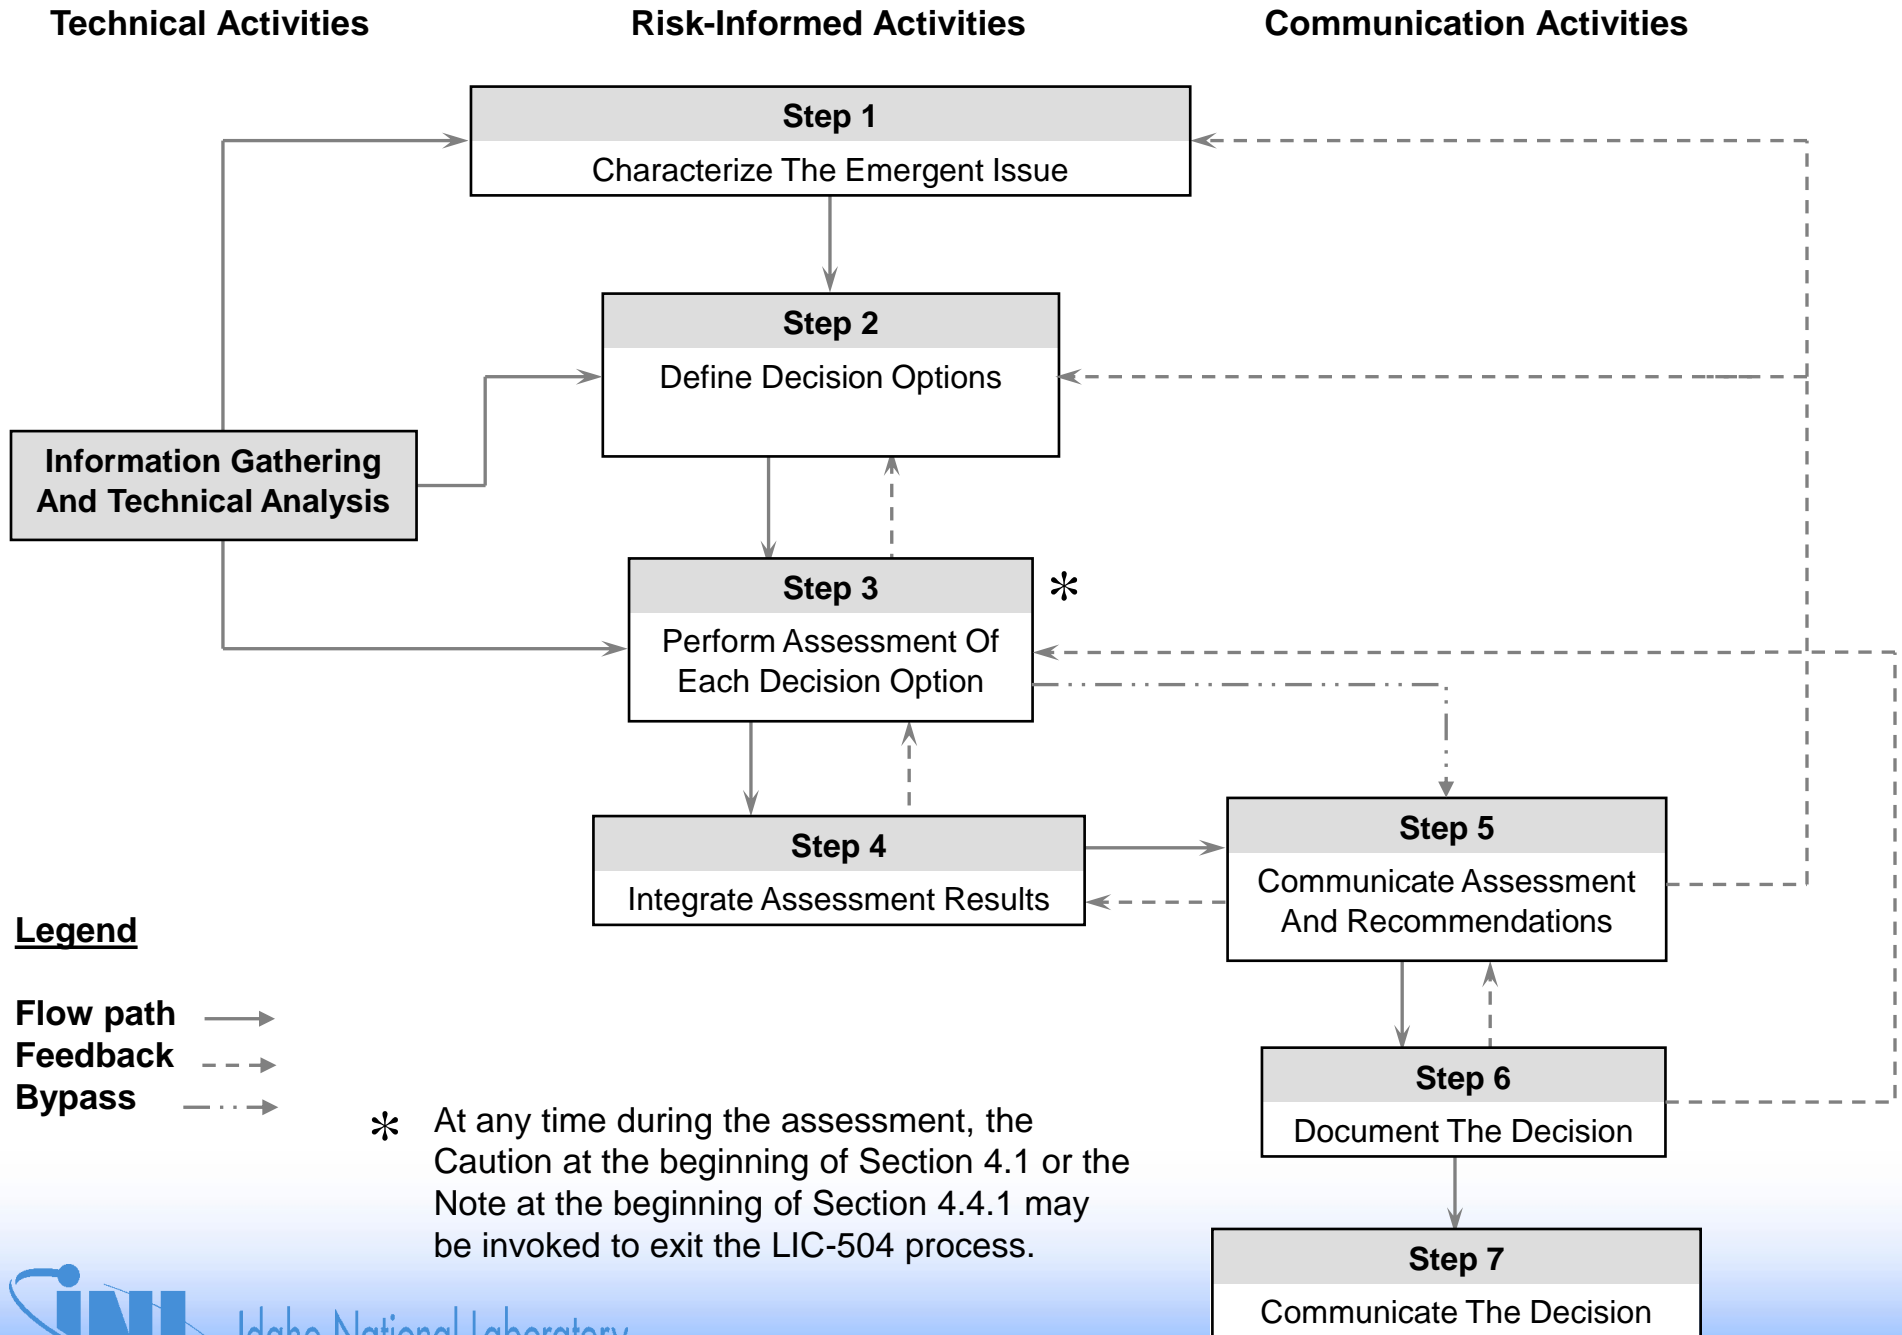 Technical Activities
Risk-Informed Activities
Communication Activities
Step 1
Characterize The Emergent Issue
Step 2
Define Decision Options
Information Gathering
And Technical Analysis
Step 3
*
Perform Assessment Of
Each Decision Option
Step 4
Integrate Assessment Results
Step 5
Communicate Assessment
And Recommendations
Legend
Flow path
Feedback
Bypass
Step 6
Document The Decision
* At any time during the assessment, the
Caution at the beginning of Section 4.1 or the
Note at the beginning of Section 4.4.1 may
be invoked to exit the LIC-504 process.
Step 7
Communicate The Decision
INL
Idaho National Laboratory